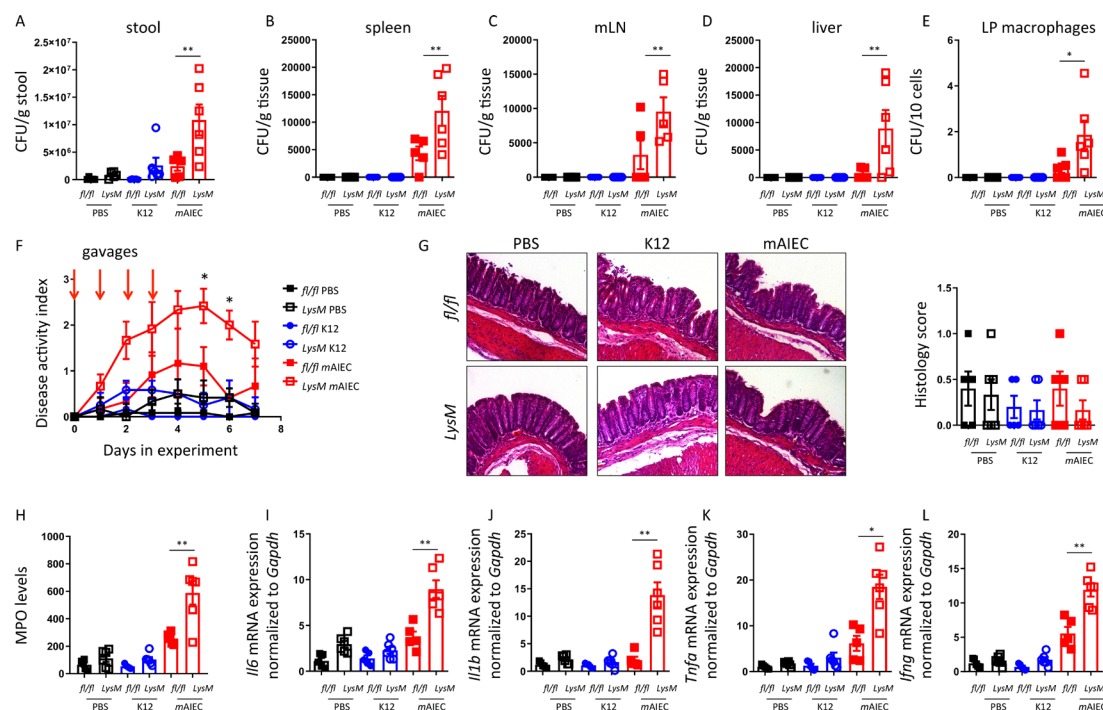 A stool
CFU/g stool
2.5×10⁷
2.0×10⁷
1.5×10⁷
1.0×10⁷
5.0×10⁶
0
**
fl/fl LysM fl/fl LysM fl/fl LysM
PBS K12 mAIEC
B spleen
CFU/g tissue
25000
20000
15000
10000
5000
0
**
fl/fl LysM fl/fl LysM fl/fl LysM
PBS K12 mAIEC
C mLN
CFU/g tissue
25000
20000
15000
10000
5000
0
**
fl/fl LysM fl/fl LysM fl/fl LysM
PBS K12 mAIEC
D liver
CFU/g tissue
25000
20000
15000
10000
5000
0
**
fl/fl LysM fl/fl LysM fl/fl LysM
PBS K12 mAIEC
E LP macrophages
CFU/10 cells
6
4
2
0
*
fl/fl LysM fl/fl LysM fl/fl LysM
PBS K12 mAIEC
F gavages
Disease activity index
3
2
1
0
* *
0 2 4 6 8
Days in experiment
fl/fl PBS
LysM PBS
fl/fl K12
LysM K12
fl/fl mAIEC
LysM mAIEC
G PBS K12 mAIEC
fl/fl
LysM
Histology score
1.5
1.0
0.5
0.0
fl/fl LysM fl/fl LysM fl/fl LysM
PBS K12 mAIEC
H
MPO levels
1000
800
600
400
200
0
**
fl/fl LysM fl/fl LysM fl/fl LysM
PBS K12 mAIEC
I
Il6 mRNA expression
normalized to Gapdh
15
10
5
0
**
fl/fl LysM fl/fl LysM fl/fl LysM
PBS K12 mAIEC
J
Il1b mRNA expression
normalized to Gapdh
25
20
15
10
5
0
**
fl/fl LysM fl/fl LysM fl/fl LysM
PBS K12 mAIEC
K
Tnfa mRNA expression
normalized to Gapdh
30
20
10
0
*
fl/fl LysM fl/fl LysM fl/fl LysM
PBS K12 mAIEC
L
Ifng mRNA expression
normalized to Gapdh
20
15
10
5
0
**
fl/fl LysM fl/fl LysM fl/fl LysM
PBS K12 mAIEC